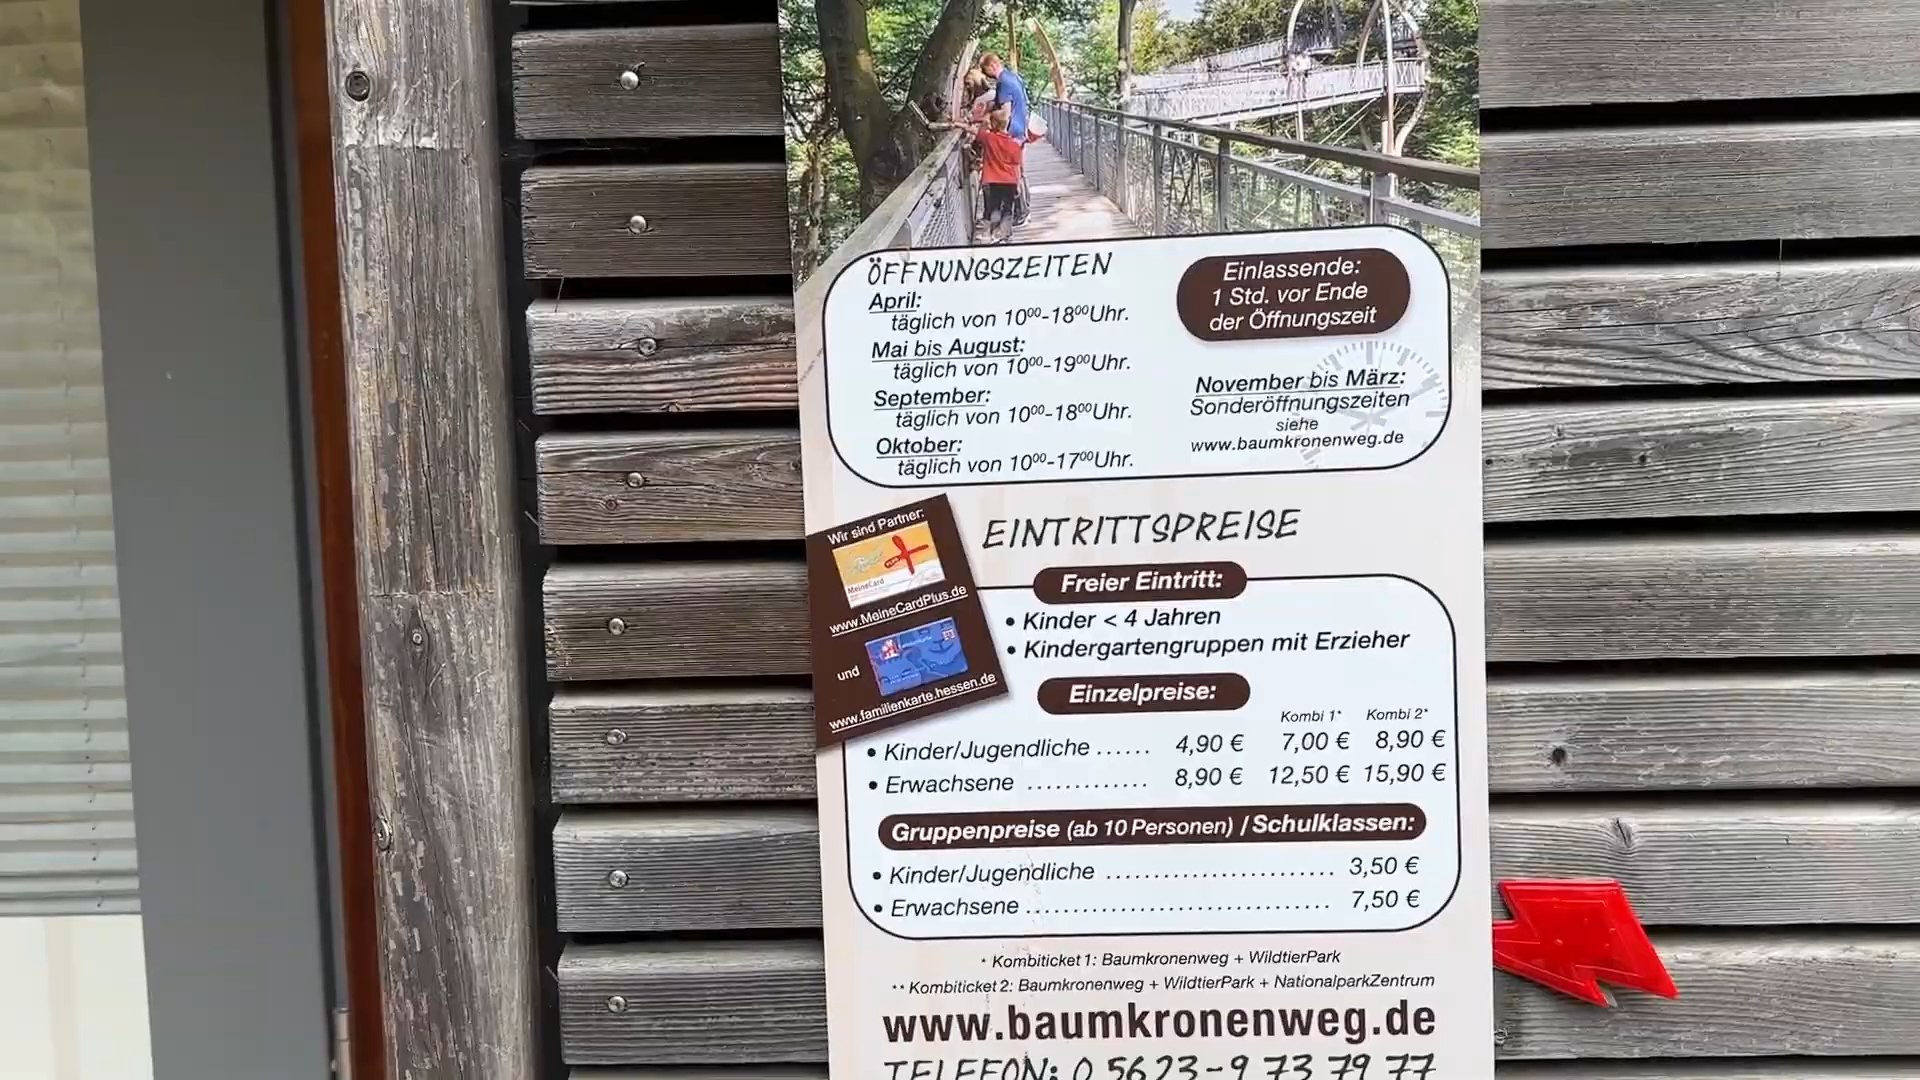 ÖFFNUNGSZEITEN
April:
täglich von 10⁰⁰-18⁰⁰Uhr.
Mai bis August:
täglich von 10⁰⁰-19⁰⁰Uhr.
September:
täglich von 10⁰⁰-18⁰⁰Uhr.
Oktober:
täglich von 10⁰⁰-17⁰⁰Uhr.
Einlassende:
1 Std. vor Ende
der Öffnungszeit
November bis März:
Sonderöffnungszeiten
siehe
www.baumkronenweg.de
Wir sind Partner:
MeineCard
www.MeineCardPlus.de
und
www.familienkarte.hessen.de
EINTRITTSPREISE
Freier Eintritt:
• Kinder < 4 Jahren
• Kindergartengruppen mit Erzieher
Einzelpreise:
Kombi 1* Kombi 2*
• Kinder/Jugendliche ...... 4,90 € 7,00 € 8,90 €
• Erwachsene ............. 8,90 € 12,50 € 15,90 €
Gruppenpreise (ab 10 Personen) / Schulklassen:
• Kinder/Jugendliche ........................ 3,50 €
• Erwachsene ................................ 7,50 €
* Kombiticket 1: Baumkronenweg + WildtierPark
** Kombiticket 2: Baumkronenweg + WildtierPark + NationalparkZentrum
www.baumkronenweg.de
TELEFON: 0 56 23 - 9 73 79 77